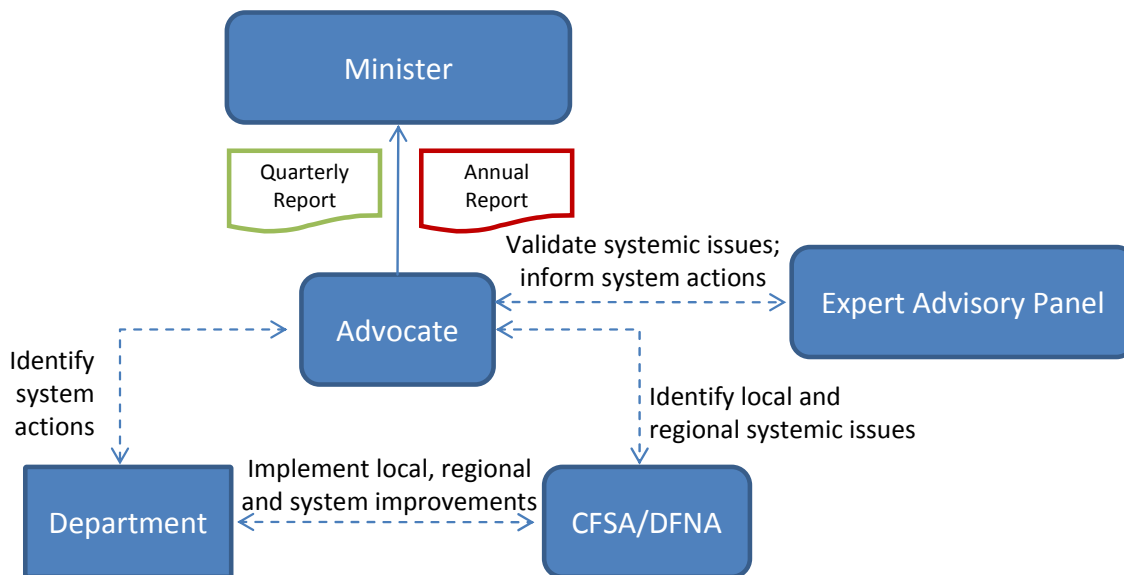 Minister
Quarterly
Report
Annual
Report
Validate systemic issues;
inform system actions
Expert Advisory Panel
Advocate
Identify
system
actions
Identify local and
regional systemic issues
Implement local, regional
and system improvements
Department
CFSA/DFNA